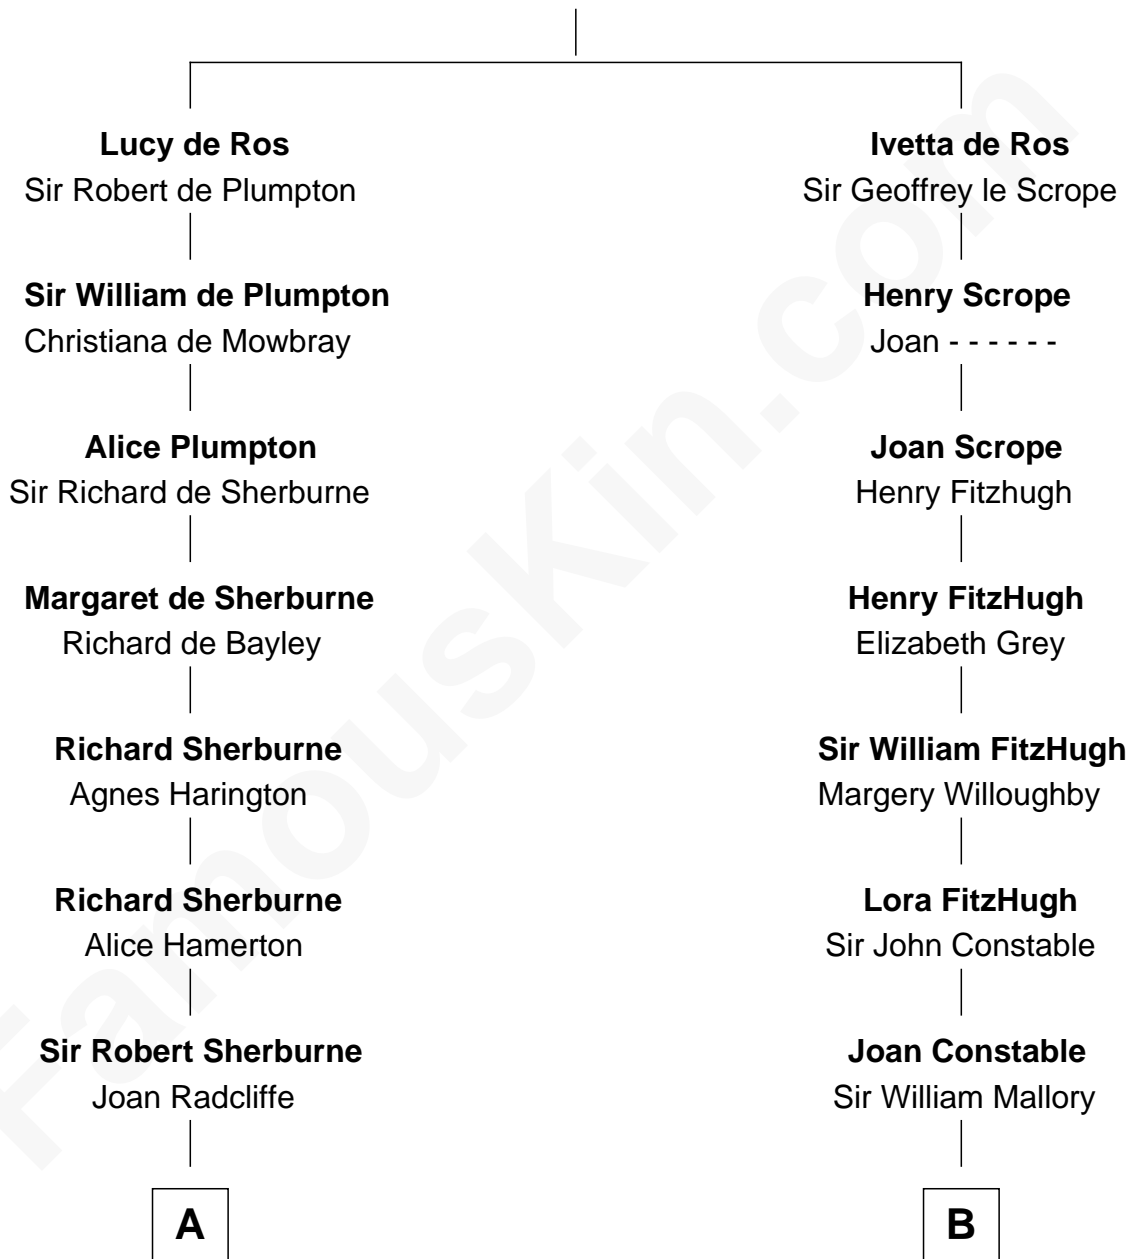 Lucy de Ros
Sir Robert de Plumpton
Ivetta de Ros
Sir Geoffrey le Scrope
Sir William de Plumpton
Christiana de Mowbray
Henry Scrope
Joan - - - - - -
Alice Plumpton
Sir Richard de Sherburne
Joan Scrope
Henry Fitzhugh
Margaret de Sherburne
Richard de Bayley
Henry FitzHugh
Elizabeth Grey
Richard Sherburne
Agnes Harington
Sir William FitzHugh
Margery Willoughby
Richard Sherburne
Alice Hamerton
Lora FitzHugh
Sir John Constable
Sir Robert Sherburne
Joan Radcliffe
Joan Constable
Sir William Mallory
A
B
FamousKin.com